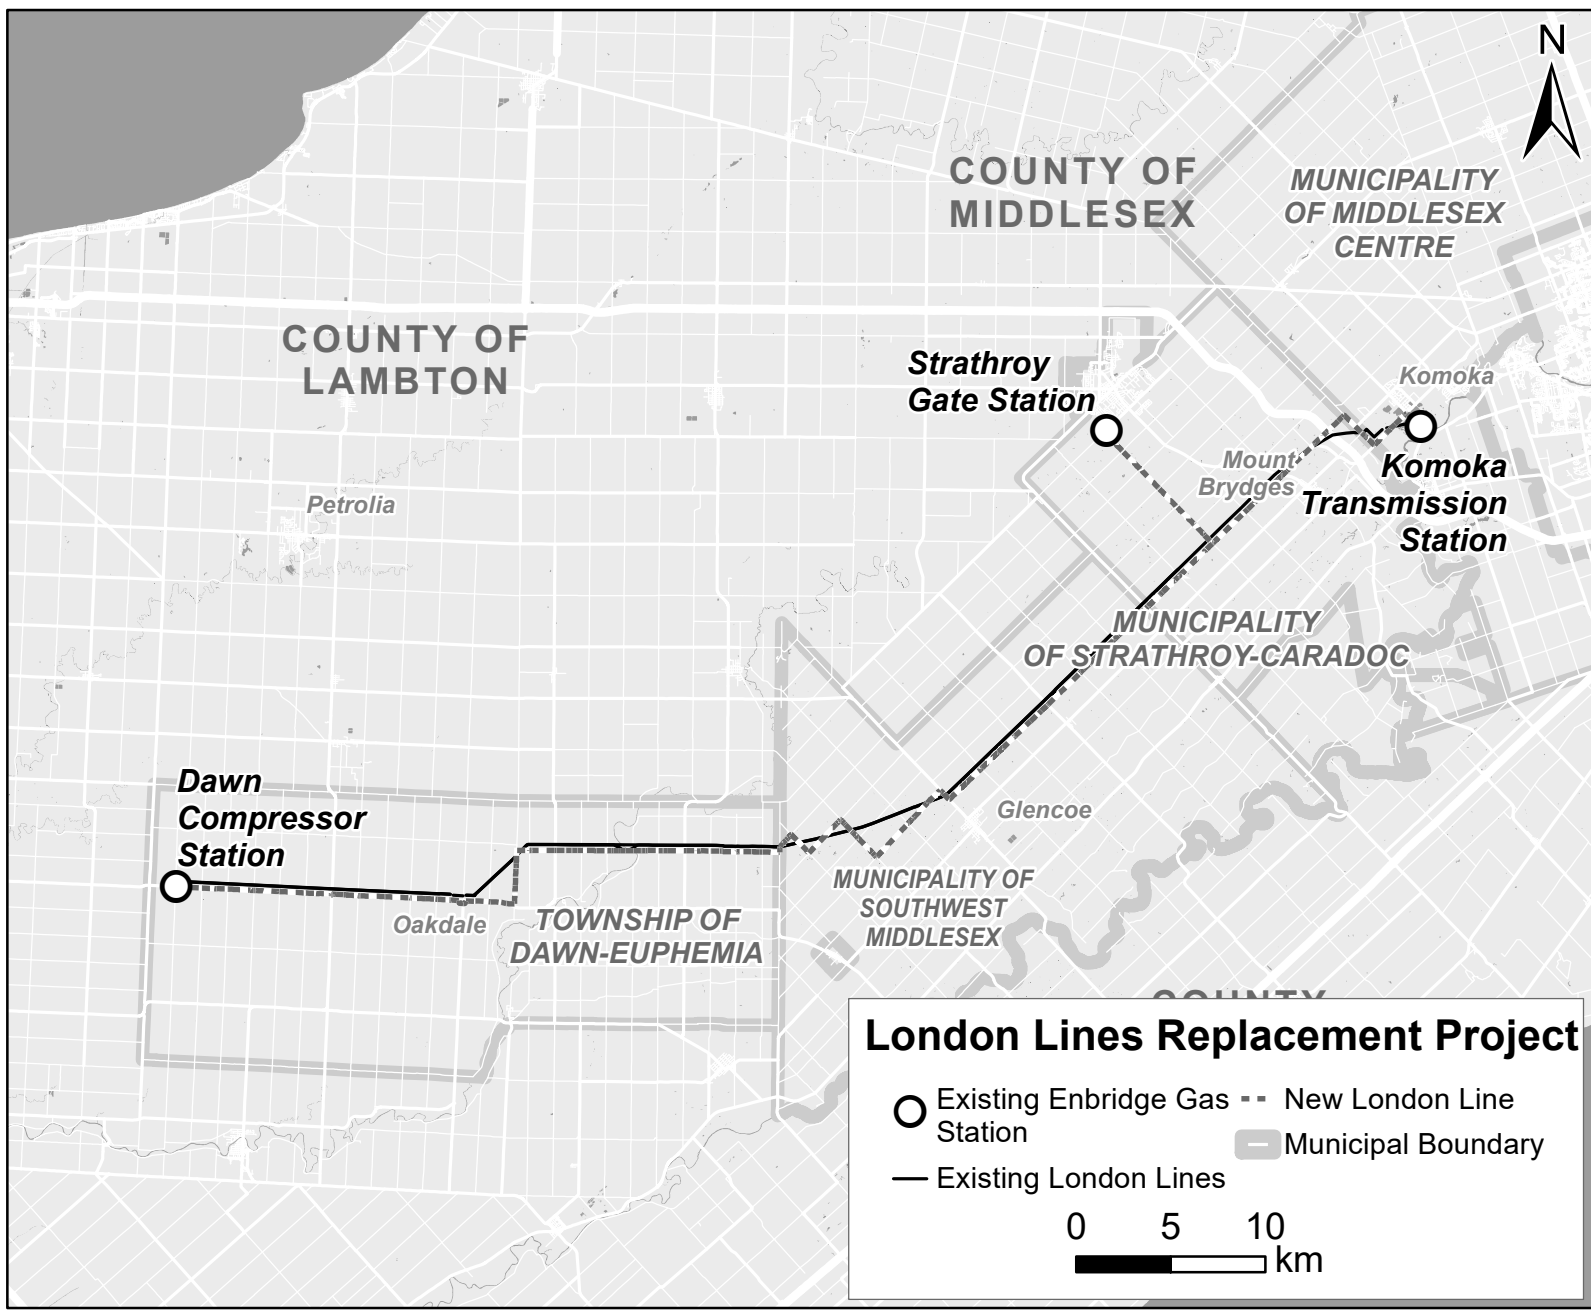 N
COUNTY OF
MIDDLESEX
MUNICIPALITY
OF MIDDLESEX
CENTRE
COUNTY OF
LAMBTON
Strathroy
Gate Station
Komoka
Mount
Brydges
Komoka
Transmission
Station
Petrolia
MUNICIPALITY
OF STRATHROY-CARADOC
Dawn
Compressor
Station
Glencoe
Oakdale
TOWNSHIP OF
DAWN-EUPHEMIA
MUNICIPALITY OF
SOUTHWEST
MIDDLESEX
COUNTY
London Lines Replacement Project
Existing Enbridge Gas
Station
New London Line
Municipal Boundary
Existing London Lines
0 5 10
km